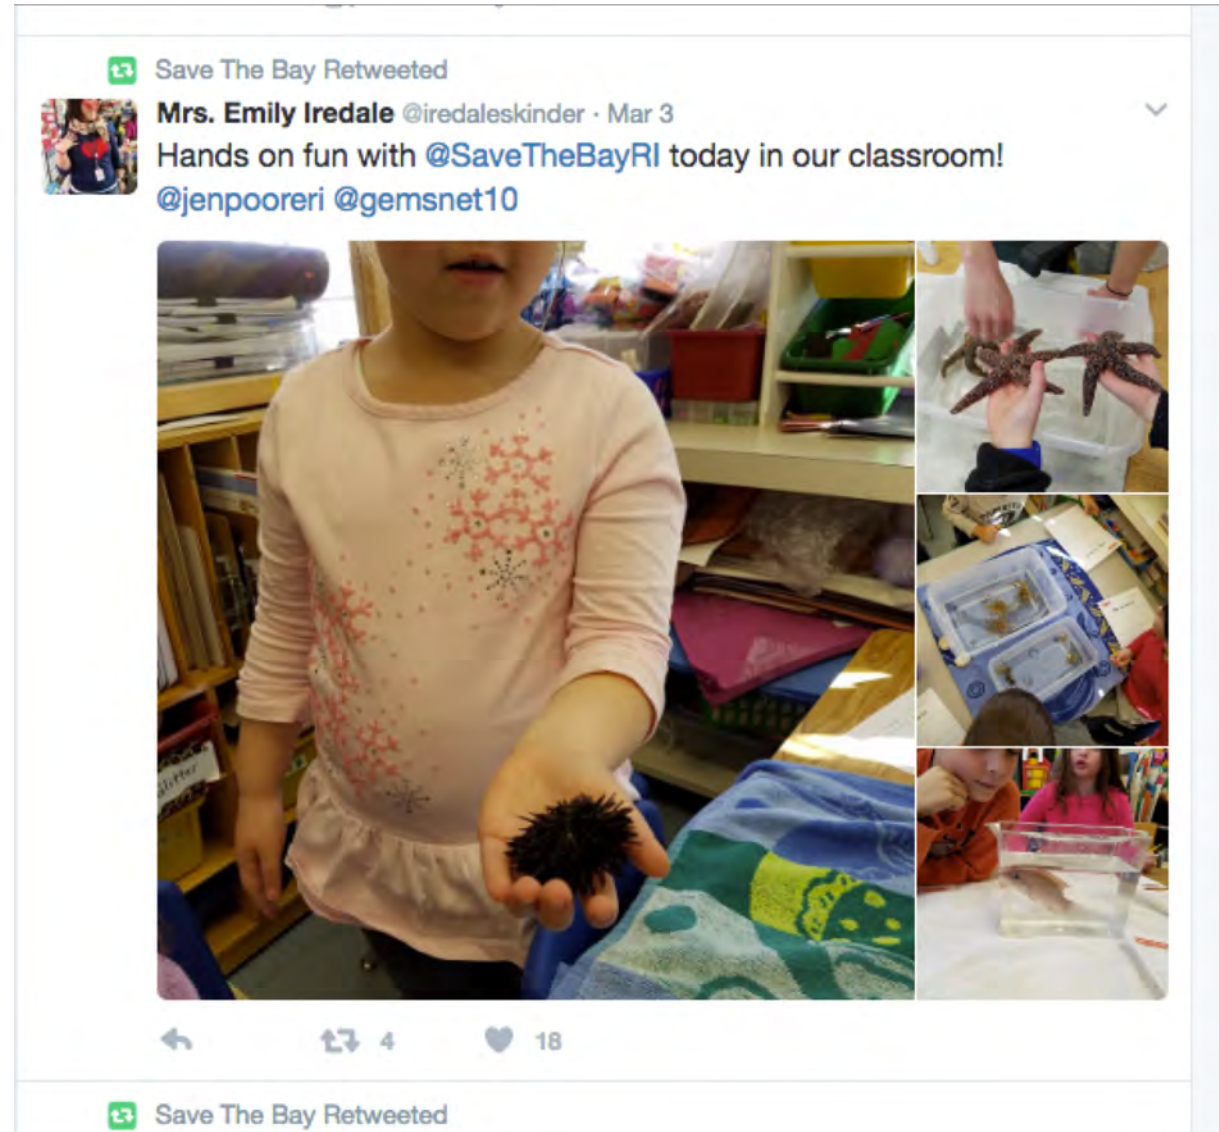 Save The Bay Retweeted
Mrs. Emily Iredale @iredaleskinder · Mar 3
Hands on fun with @SaveTheBayRI today in our classroom!
@jenpooreri @gemsnet10
glitter
4 18
Save The Bay Retweeted